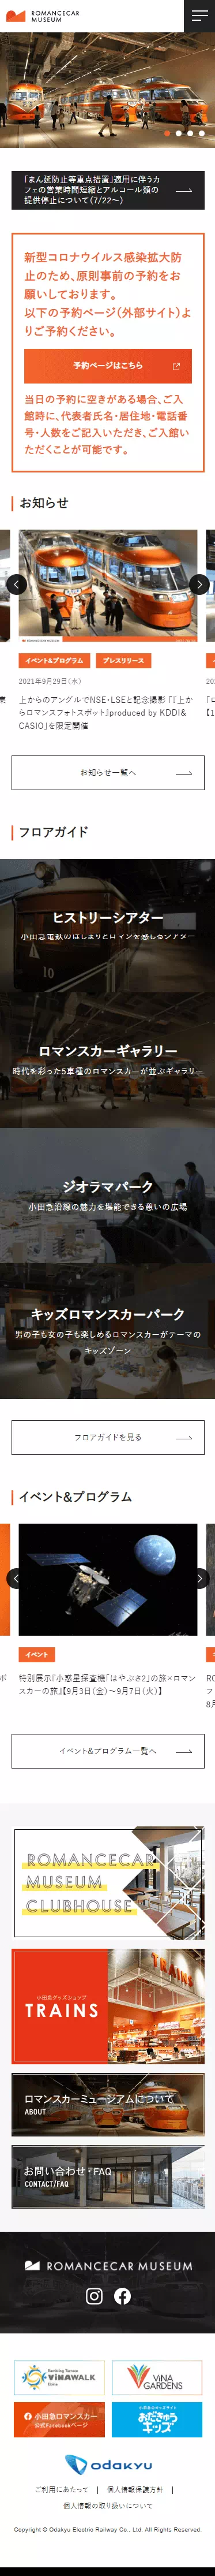 ROMANCECAR
MUSEUM
「まん延防止等重点措置」適用に伴うカ
フェの営業時間短縮とアルコール類の
提供停止について(7/22～)
新型コロナウイルス感染拡大防
止のため、原則事前の予約をお
願いしております。
以下の予約ページ(外部サイト)よ
りご予約ください。
予約ページはこちら
当日の予約に空きがある場合、ご入
館時に、代表者氏名・居住地・電話番
号・人数をご記入いただき、ご入館い
ただくことが可能です。
お知らせ
イベント&プログラム
プレスリリース
2021年9月29日(水)
上からのアングルでNSE・LSEと記念撮影 「『上か
らロマンスフォトスポット』produced by KDDI&
CASIO」を限定開催
お知らせ一覧へ
フロアガイド
ヒストリーシアター
小田急電鉄のはじまりとロマンを感じるシアター
ロマンスカーギャラリー
時代を彩った5車種のロマンスカーが並ぶギャラリー
ジオラマパーク
小田急沿線の魅力を堪能できる憩いの広場
キッズロマンスカーパーク
男の子も女の子も楽しめるロマンスカーがテーマの
キッズゾーン
フロアガイドを見る
イベント&プログラム
イベント
特別展示『小惑星探査機「はやぶさ2」の旅×ロマン
スカーの旅』【9月3日(金)～9月7日(火)】
イベント&プログラム一覧へ
ROMANCECAR
MUSEUM
CLUBHOUSE
小田急グッズショップ
TRAINS
TRAINS
ロマンスカーミュージアムについて
ABOUT
お問い合わせ・FAQ
CONTACT/FAQ
ROMANCECAR MUSEUM
ViNAWALK
ViNA
GARDENS
小田急ロマンスカー
公式Facebookページ
おだきゅう
キッズ
odakyu
ご利用にあたって | 個人情報保護方針 |
個人情報の取り扱いについて
Copyright © Odakyu Electric Railway Co., Ltd. All Rights Reserved.